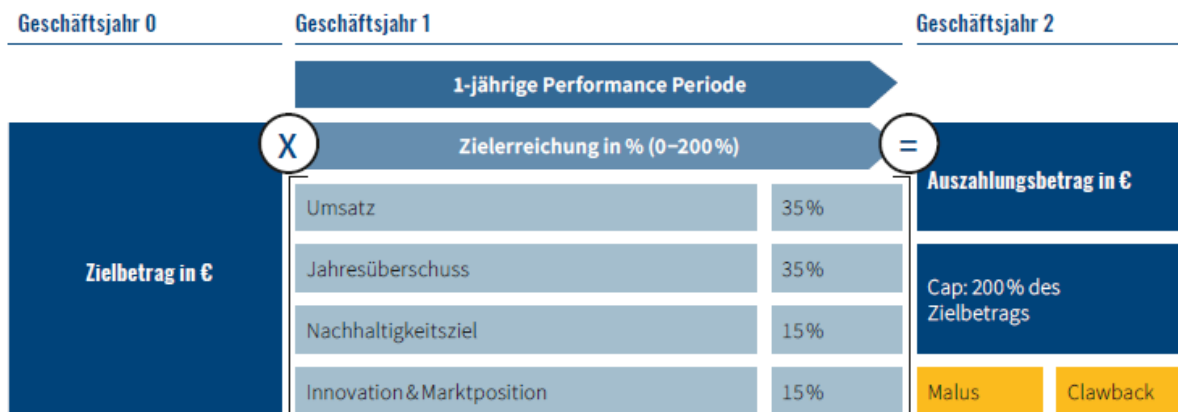 Geschäftsjahr 0
Geschäftsjahr 1
Geschäftsjahr 2
1-jährige Performance Periode
Zielbetrag in €
X
Zielerreichung in % (0–200 %)
=
Umsatz 35 %
Jahresüberschuss 35 %
Nachhaltigkeitsziel 15 %
Innovation & Marktposition 15 %
Auszahlungsbetrag in €
Cap: 200 % des
Zielbetrags
Malus
Clawback